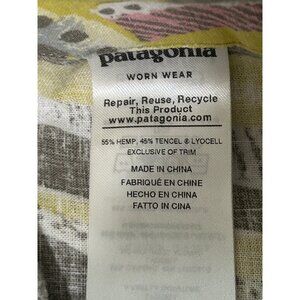 patagonia
WORN WEAR
Repair, Reuse, Recycle
This Product
www.patagonia.com
55% HEMP, 45% TENCEL ® LYOCELL
EXCLUSIVE OF TRIM
MADE IN CHINA
FABRIQUÉ EN CHINE
HECHO EN CHINA
FATTO IN CINA